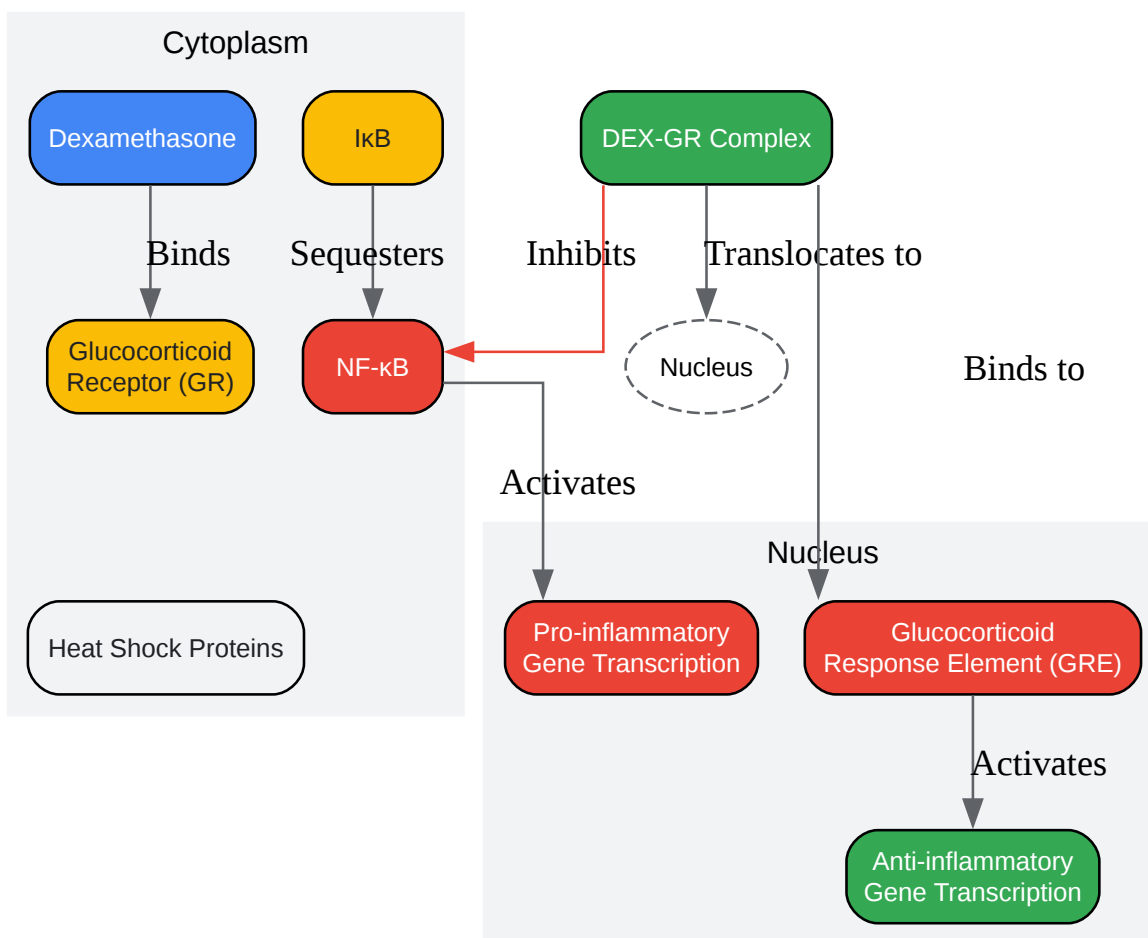 Cytoplasm
Dexamethasone
IκB
DEX-GR Complex
Binds
Sequesters
Inhibits
Translocates to
Glucocorticoid
Receptor (GR)
NF-κB
Nucleus
Binds to
Activates
Nucleus
Heat Shock Proteins
Pro-inflammatory
Gene Transcription
Glucocorticoid
Response Element (GRE)
Activates
Anti-inflammatory
Gene Transcription